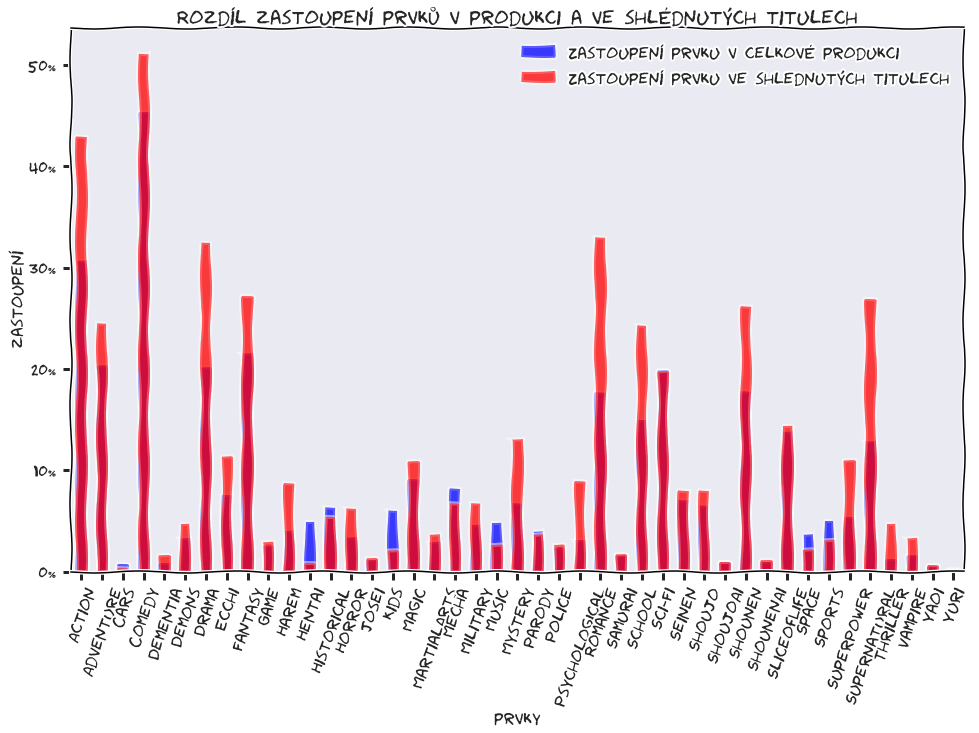 ROZDÍL ZASTOUPENÍ PRVKŮ V PRODUKCI A VE SHLÉDNUTÝCH TITULECH
ZASTOUPENÍ PRVKU V CELKOVÉ PRODUKCI
ZASTOUPENÍ PRVKU VE SHLEDNUTÝCH TITULECH
50%
40%
30%
20%
10%
0%
ZASTOUPENÍ
ACTION
ADVENTURE
CARS
COMEDY
DEMENTIA
DEMONS
DRAMA
ECCHI
FANTASY
GAME
HAREM
HENTAI
HISTORICAL
HORROR
JOSEI
KIDS
MAGIC
MARTIALARTS
MECHA
MILITARY
MUSIC
MYSTERY
PARODY
POLICE
PSYCHOLOGICAL
ROMANCE
SAMURAI
SCHOOL
SCI-FI
SEINEN
SHOUJO
SHOUJOAI
SHOUNEN
SHOUNENAI
SLICEOFLIFE
SPACE
SPORTS
SUPERPOWER
SUPERNATURAL
THRILLER
VAMPIRE
YAOI
YURI
PRVKY